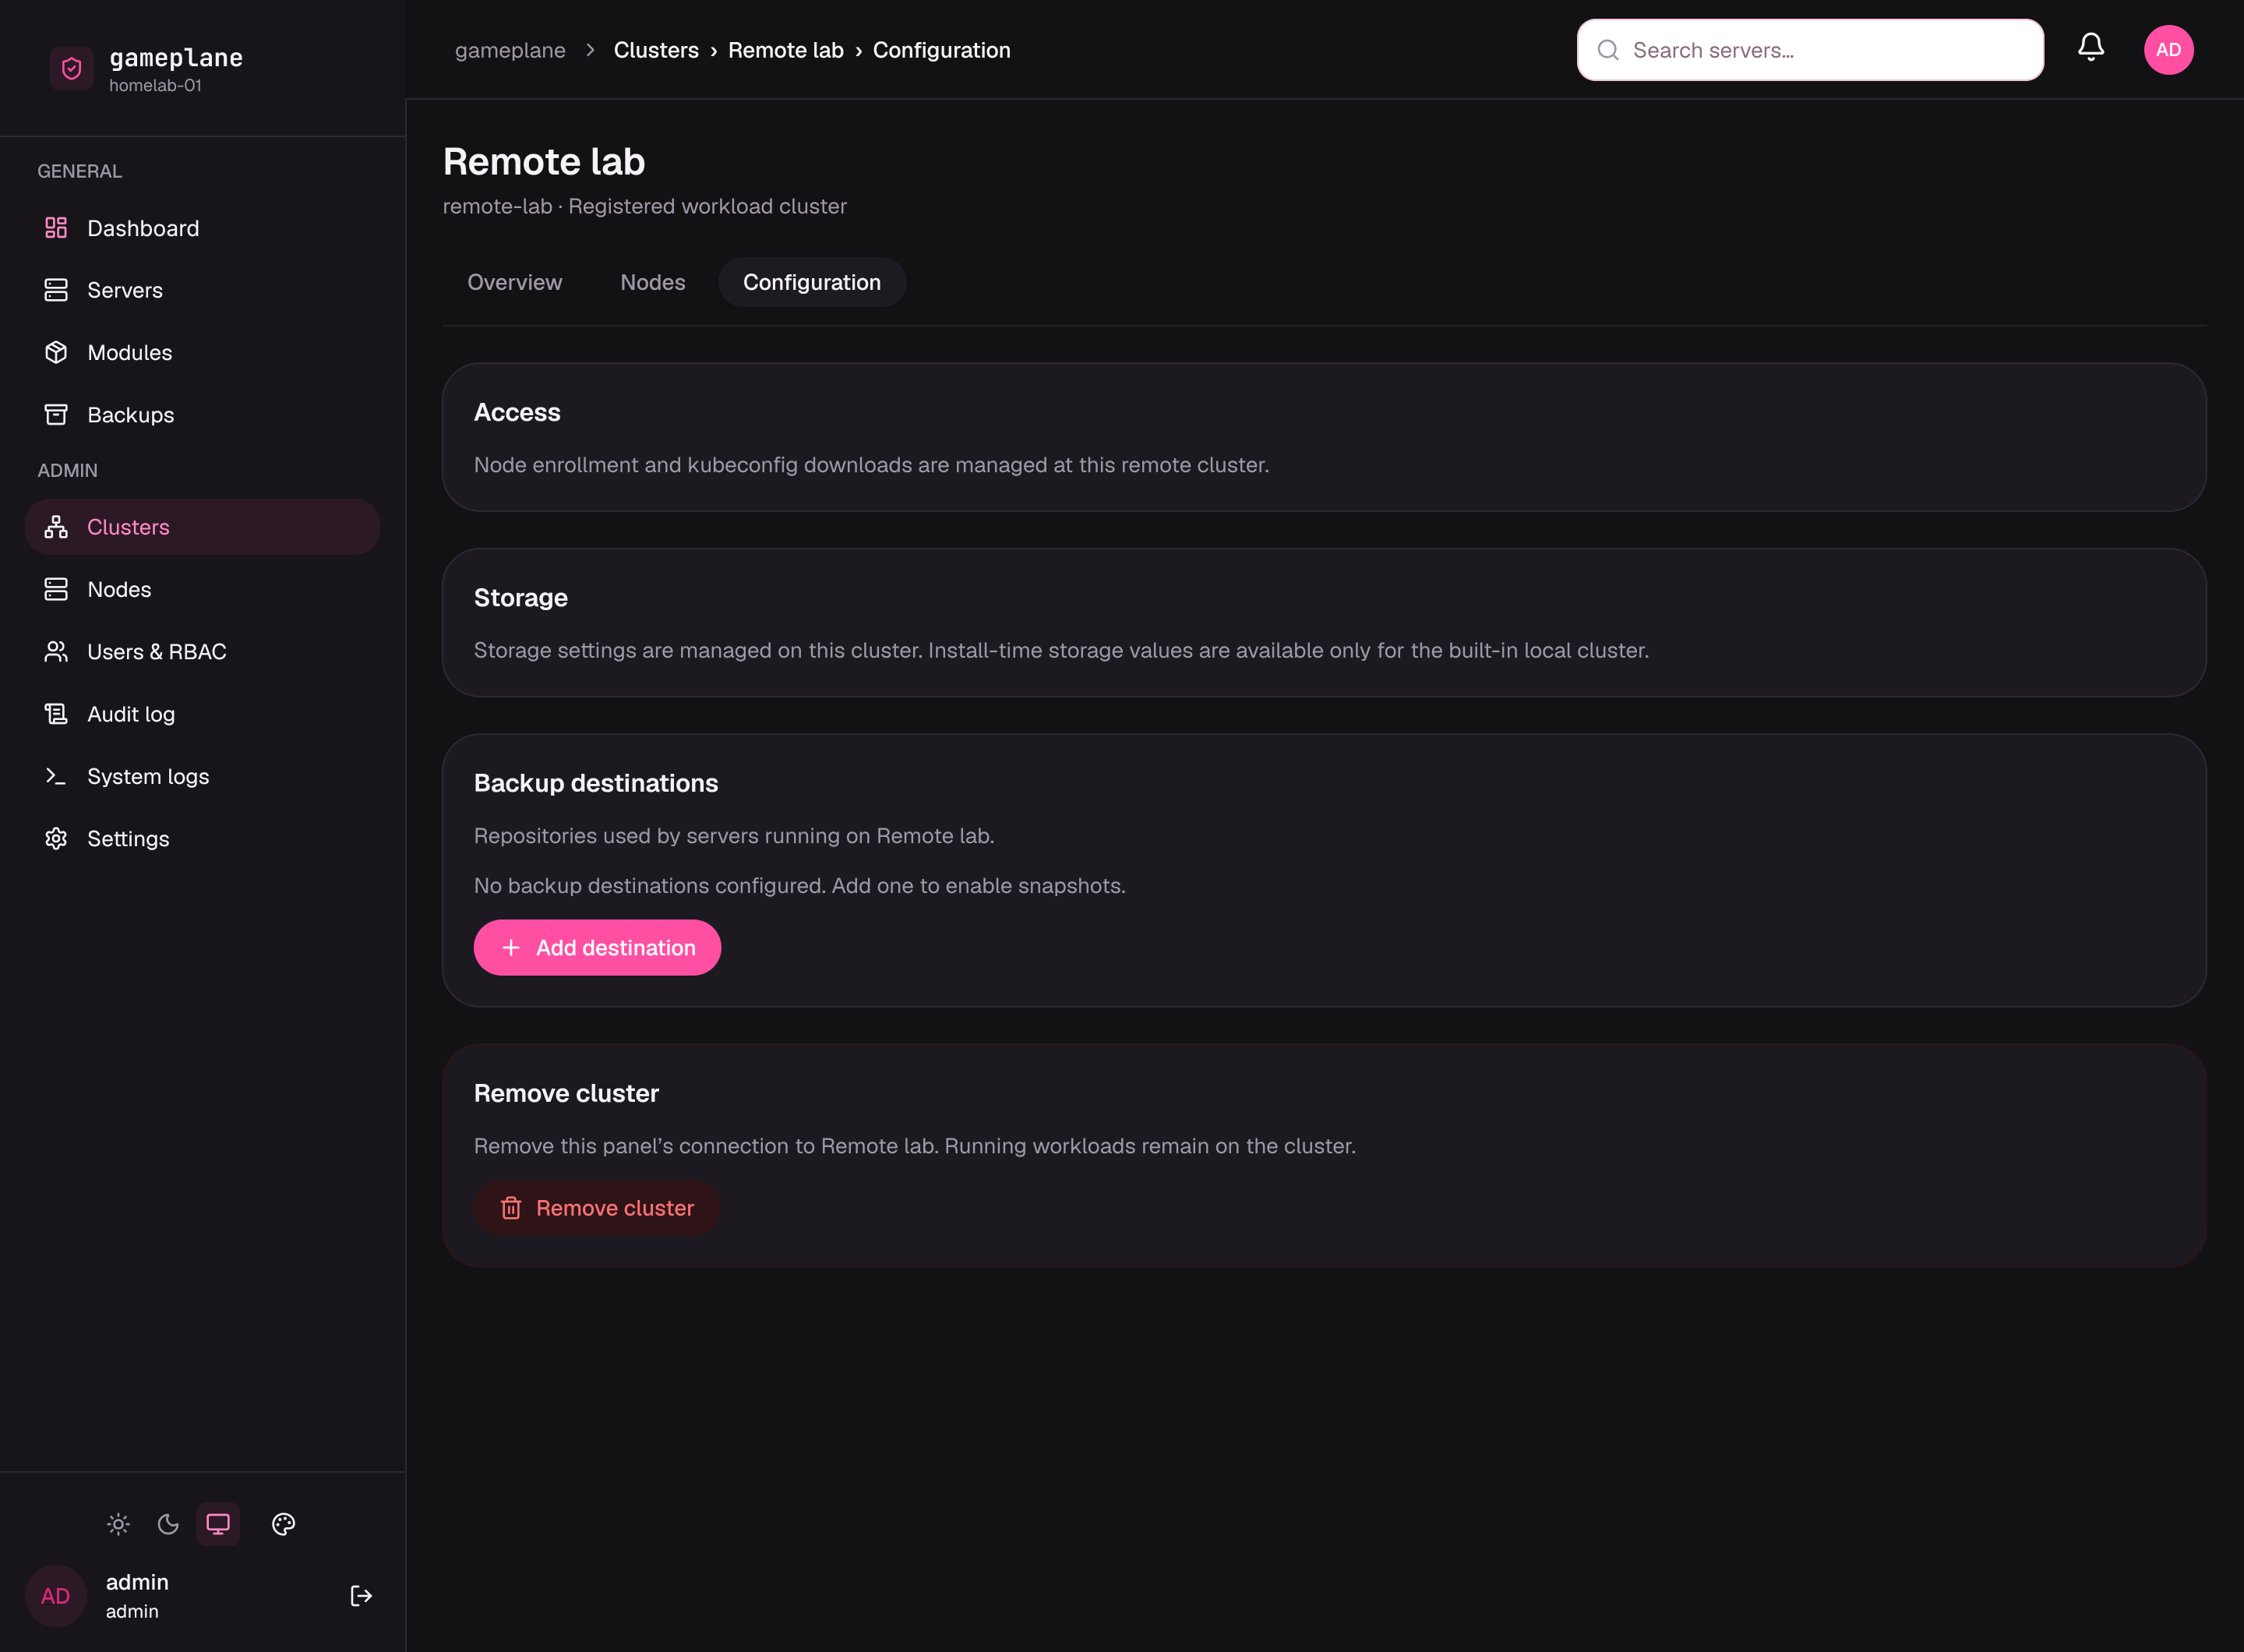 gameplane
homelab-01
GENERAL
Dashboard
Servers
Modules
Backups
ADMIN
Clusters
Nodes
Users & RBAC
Audit log
System logs
Settings
AD
admin
admin
gameplane > Clusters › Remote lab › Configuration
Search servers...
AD
Remote lab
remote-lab · Registered workload cluster
Overview
Nodes
Configuration
Access
Node enrollment and kubeconfig downloads are managed at this remote cluster.
Storage
Storage settings are managed on this cluster. Install-time storage values are available only for the built-in local cluster.
Backup destinations
Repositories used by servers running on Remote lab.
No backup destinations configured. Add one to enable snapshots.
Add destination
Remove cluster
Remove this panel’s connection to Remote lab. Running workloads remain on the cluster.
Remove cluster